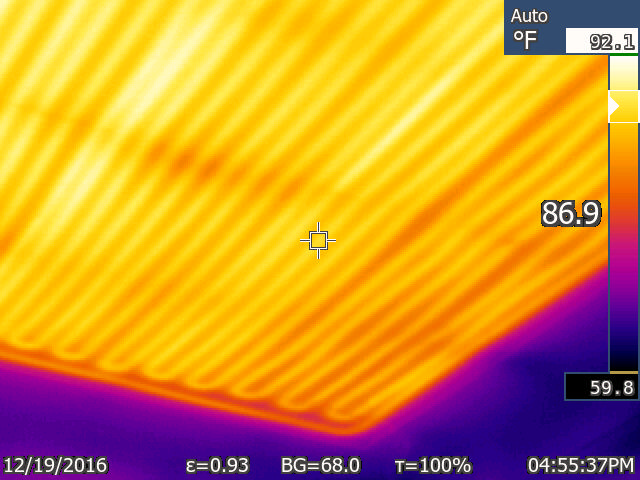 Auto
°F
92.1
86.9
59.8
12/19/2016 ε=0.93 BG=68.0 τ=100% 04:55:37PM